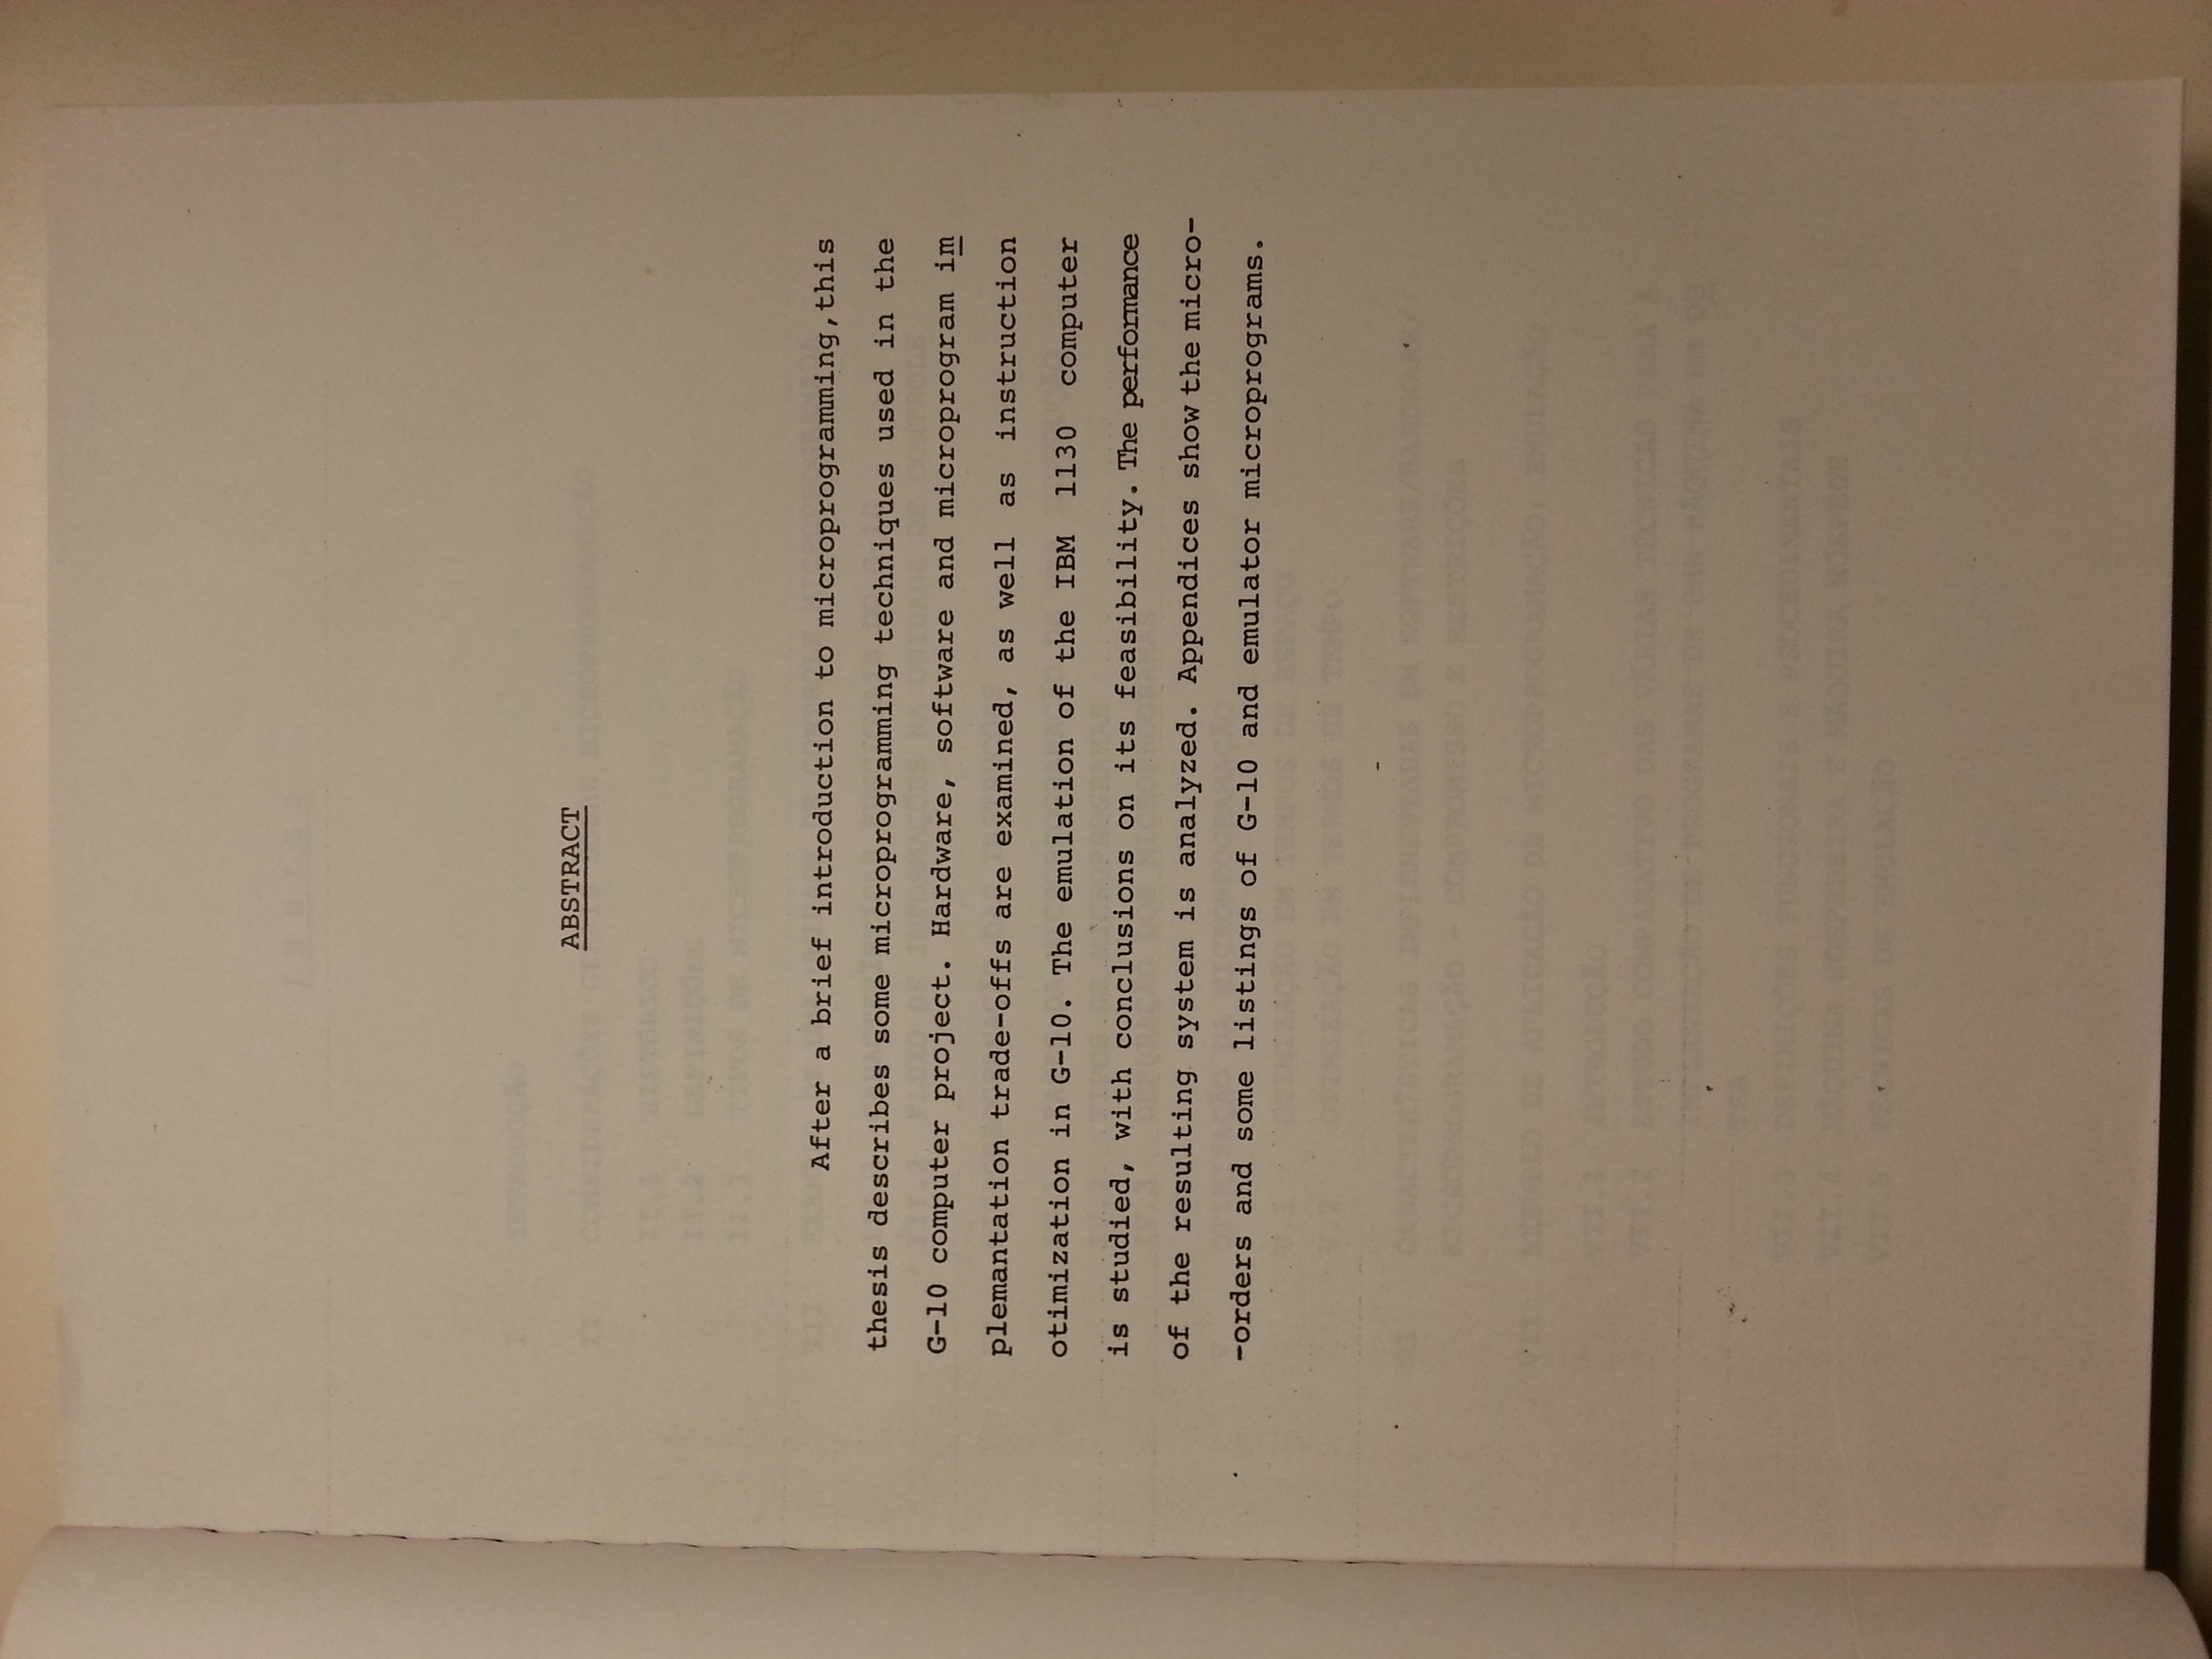 ABSTRACT
After a brief introduction to microprogramming,this
thesis describes some microprogramming techniques used in the
G-10 computer project. Hardware, software and microprogram im
plemantation trade-offs are examined, as well as instruction
otimization in G-10. The emulation of the IBM 1130 computer
is studied, with conclusions on its feasibility. The performance
of the resulting system is analyzed. Appendices show the micro-
-orders and some listings of G-10 and emulator microprograms.